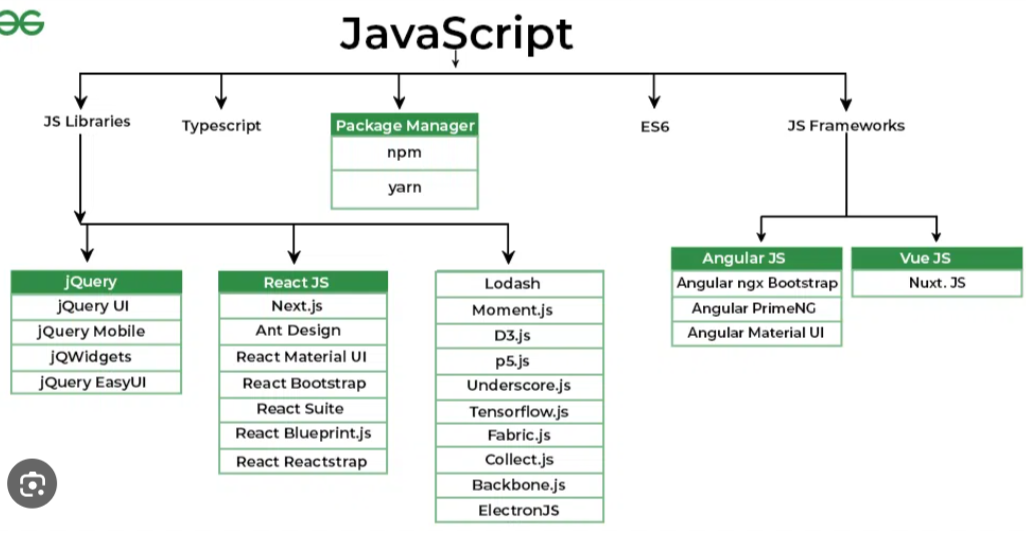 JavaScript
JS Libraries
Typescript
Package Manager
npm
yarn
ES6
JS Frameworks
jQuery
jQuery UI
jQuery Mobile
jQWidgets
jQuery EasyUI
React JS
Next.js
Ant Design
React Material UI
React Bootstrap
React Suite
React Blueprint.js
React Reactstrap
Lodash
Moment.js
D3.js
p5.js
Underscore.js
Tensorflow.js
Fabric.js
Collect.js
Backbone.js
ElectronJS
Angular JS
Angular ngx Bootstrap
Angular PrimeNG
Angular Material UI
Vue JS
Nuxt. JS